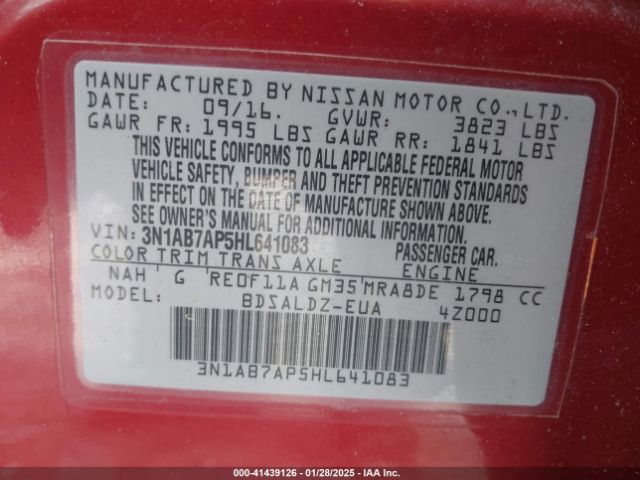 MANUFACTURED BY NISSAN MOTOR CO., LTD.
DATE: 09/16. GVWR: 3823 LBS
GAWR FR: 1995 LBS GAWR RR: 1841 LBS
THIS VEHICLE CONFORMS TO ALL APPLICABLE FEDERAL MOTOR
VEHICLE SAFETY, BUMPER AND THEFT PREVENTION STANDARDS
IN EFFECT ON THE DATE OF MANUFACTURE SHOWN ABOVE.
SEE OWNER'S MANUAL FOR ADDITIONAL INFORMATION.
VIN: 3N1AB7AP5HL641083 PASSENGER CAR.
COLOR TRIM TRANS AXLE ENGINE
NAH G RE0F11A GM35 MRA8DE 1798 CC
MODEL: BDSALDZ-EUA 4Z000
3N1AB7AP5HL641083
000-41439126 - 01/28/2025 - IAA